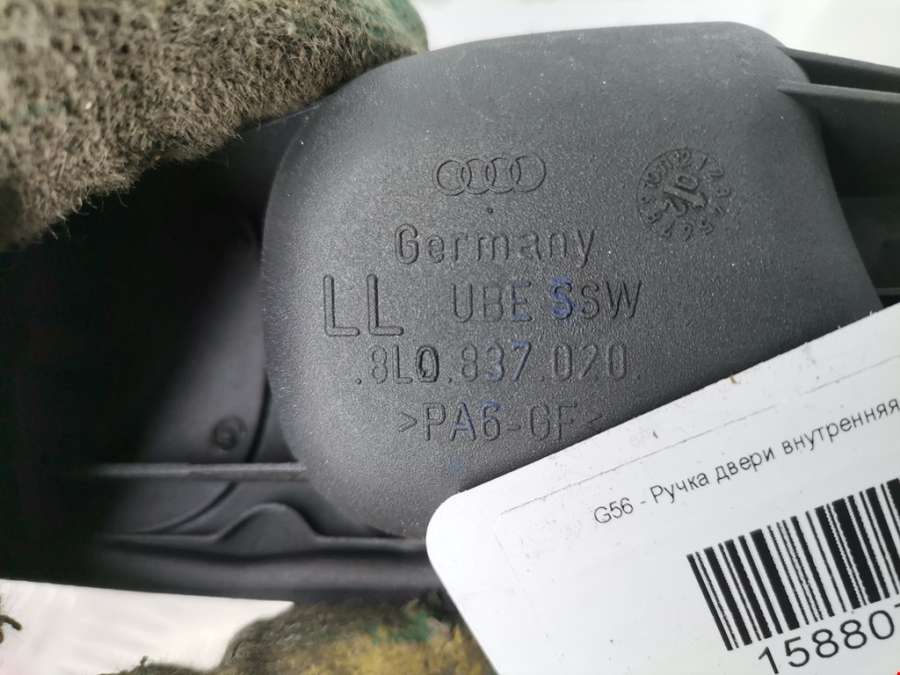 Germany
LL UBE SSW
.8L0.837.020.
>PA6-GF<
G56 - Ручка двери внутренняя
15880